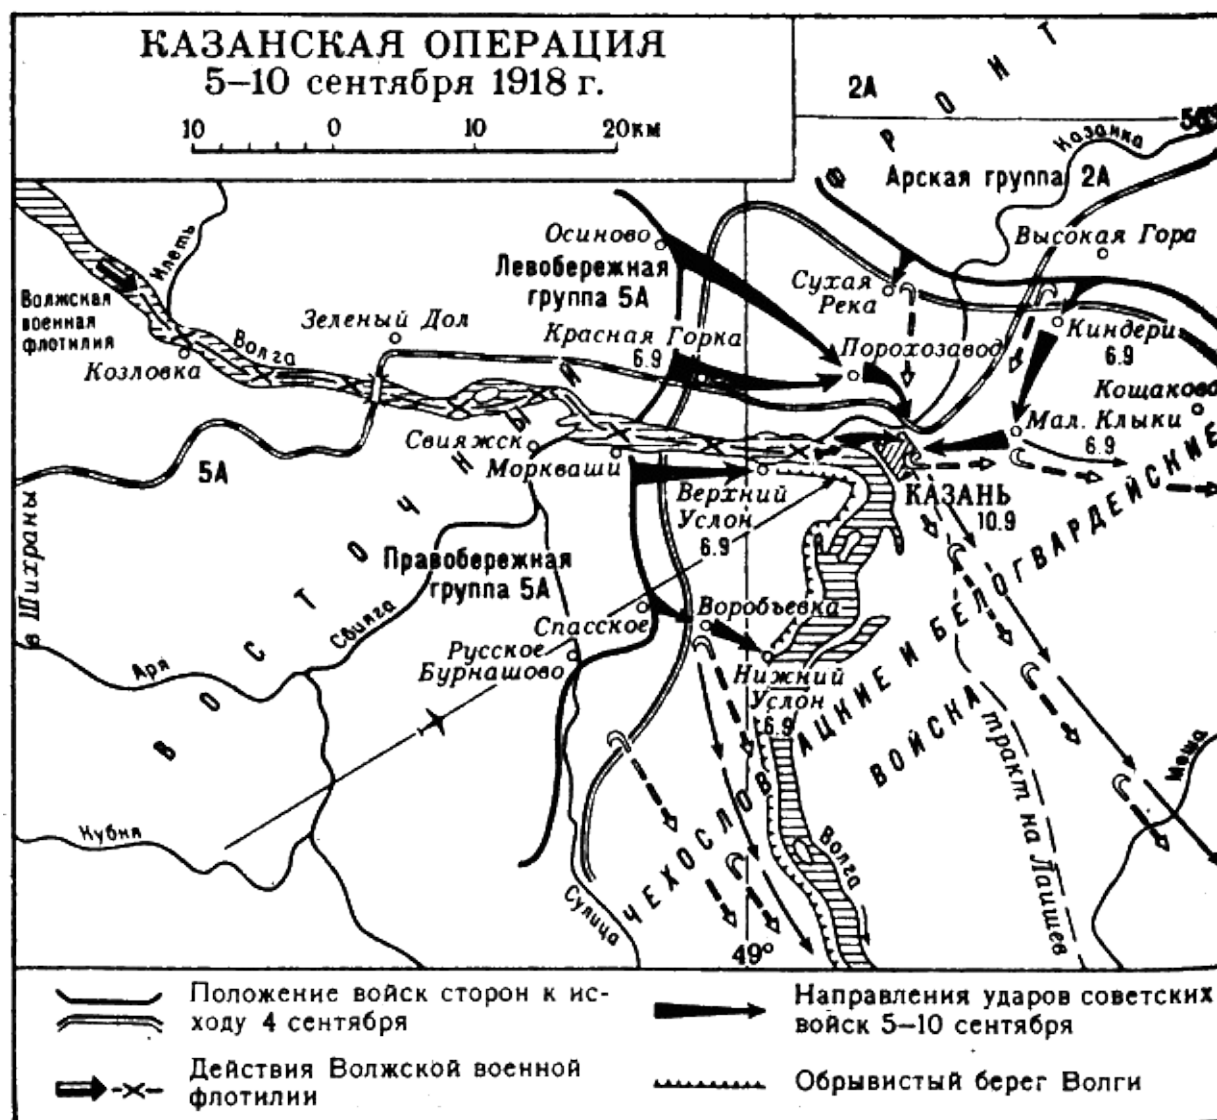 КАЗАНСКАЯ ОПЕРАЦИЯ
5–10 сентября 1918 г.
10 0 10 20км
2А
ФРОНТ
56°
Казанка
Арская группа 2А
Высокая Гора
Осиново
Левобережная
группа 5А
Сухая
Река
Илеть
Волжская
военная
флотилия
Зеленый Дол
Волга
Козловка
Красная Горка
6.9
Порохозавод
Киндери
6.9
Кощаково
Мал. Клыки
6.9
Свияжск
Моркваши
5А
Верхний
Услон
6.9
КАЗАНЬ
10.9
в Шихраны
Правобережная
группа 5А
Свияга
Спасское
Воробьевка
Русское
Бурнашово
Нижний
Услон
6.9
Аря
ВОСТОЧНЫЙ
ЧЕХОСЛОВАЦКИЕ И БЕЛОГВАРДЕЙСКИЕ
ВОЙСКА
тракт на Лаишев
Меша
Кубня
Сулица
Волга
49°
Положение войск сторон к ис-
ходу 4 сентября
Действия Волжской военной
флотилии
Направления ударов советских
войск 5–10 сентября
Обрывистый берег Волги